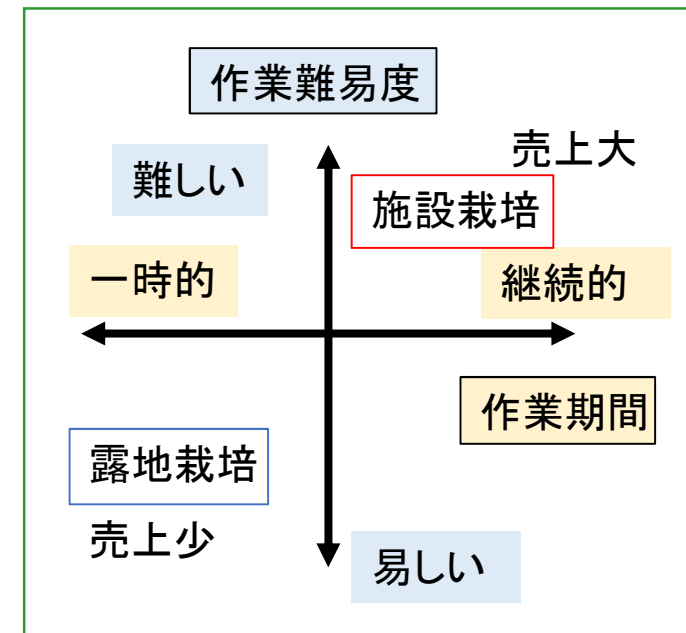 作業難易度
売上大
難しい
施設栽培
一時的
継続的
作業期間
露地栽培
売上少
易しい